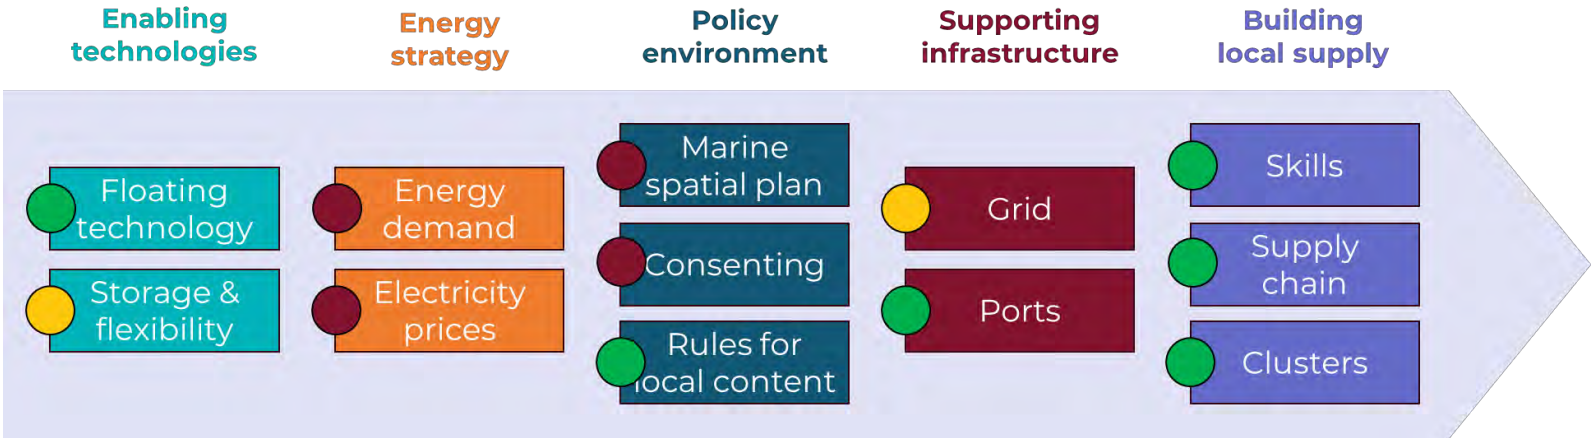 Enabling
technologies
Energy
strategy
Policy
environment
Supporting
infrastructure
Building
local supply
Floating
technology
Storage &
flexibility
Energy
demand
Electricity
prices
Marine
spatial plan
Consenting
Rules for
local content
Grid
Ports
Skills
Supply
chain
Clusters